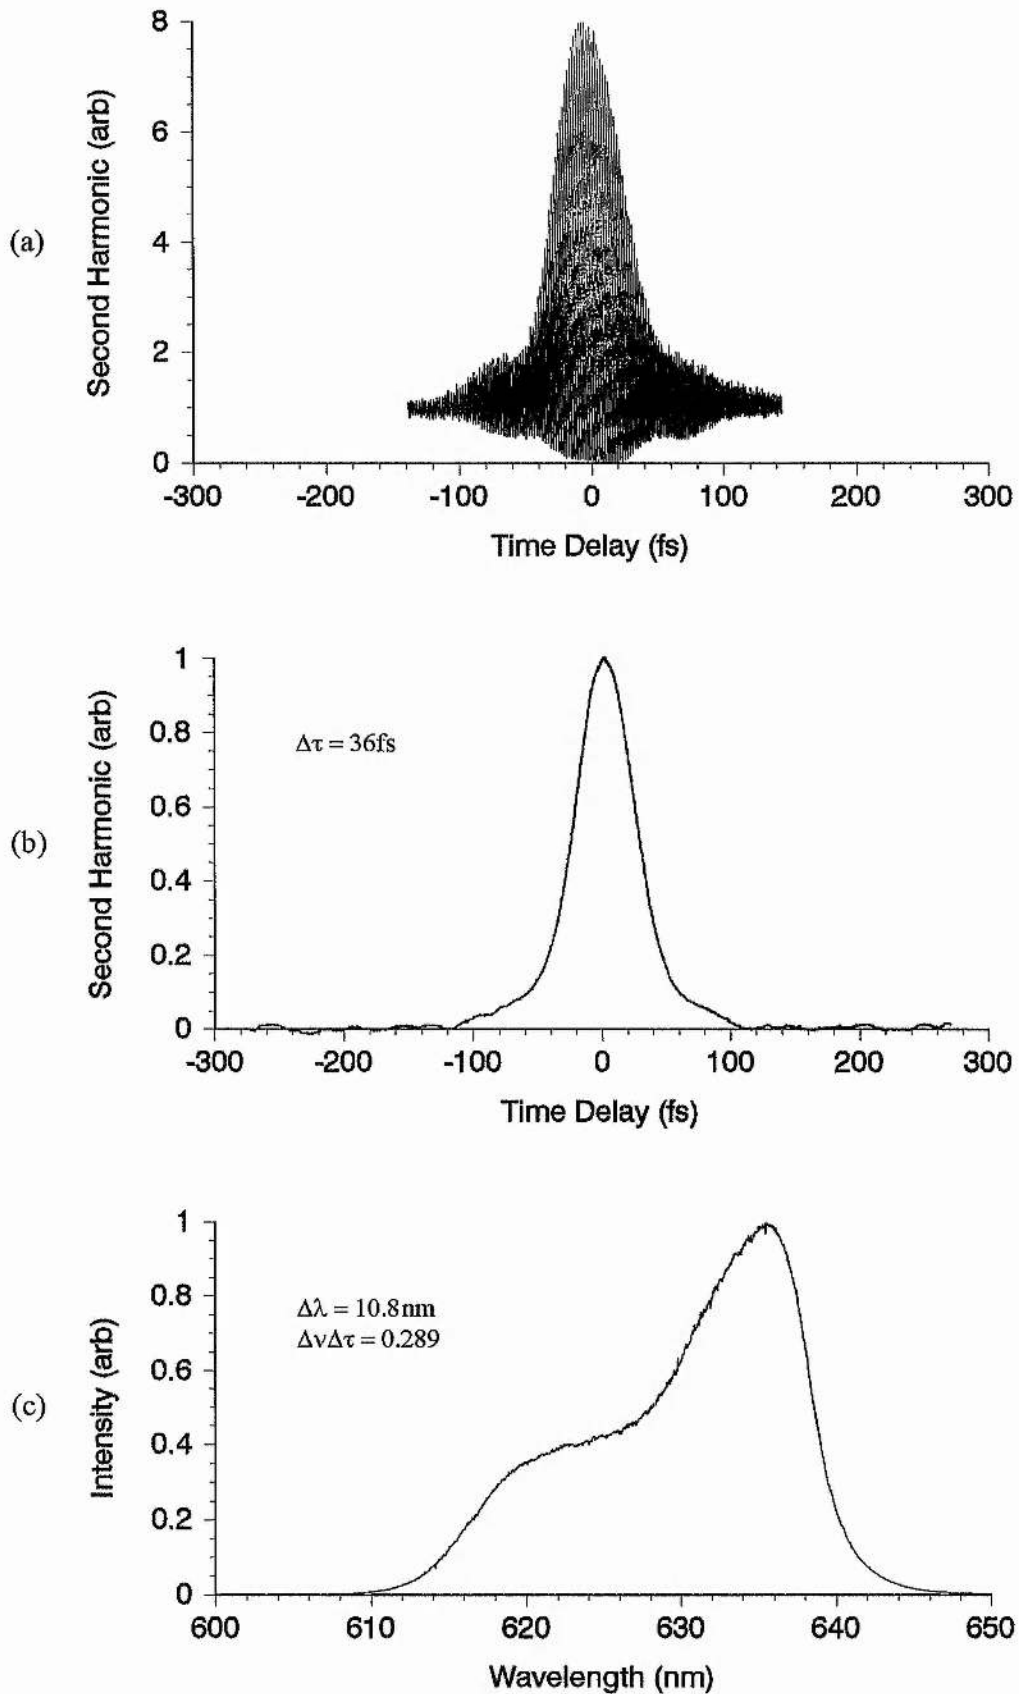 (a)
Second Harmonic (arb)
8
6
4
2
0
-300 -200 -100 0 100 200 300
Time Delay (fs)
(b)
Second Harmonic (arb)
1
0.8
0.6
0.4
0.2
0
Δτ = 36fs
-300 -200 -100 0 100 200 300
Time Delay (fs)
(c)
Intensity (arb)
1
0.8
0.6
0.4
0.2
0
Δλ = 10.8nm
ΔνΔτ = 0.289
600 610 620 630 640 650
Wavelength (nm)